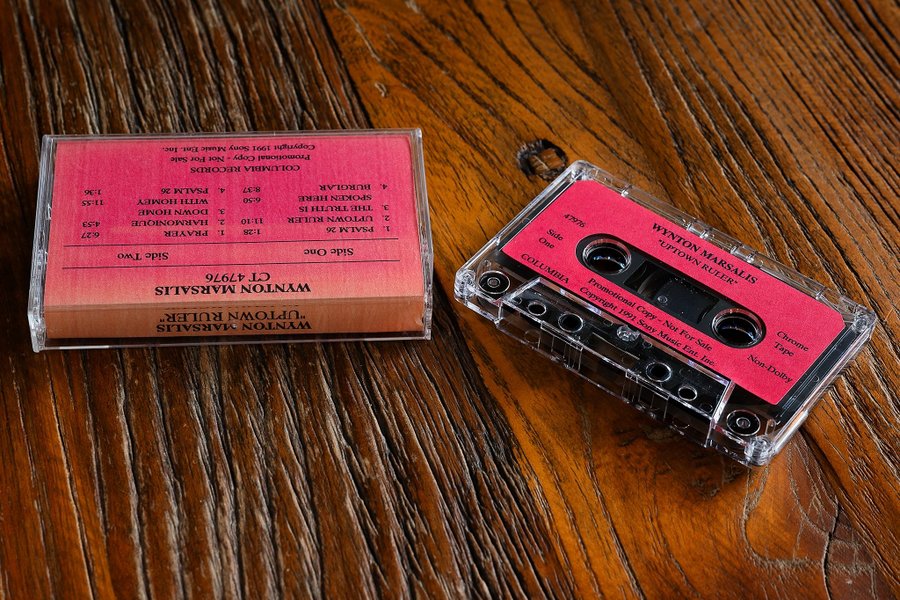 WYNTON MARSALIS
"UPTOWN RULER"
WYNTON MARSALIS
CT 47976
Side One
1. PSALM 26 1:28
2. UPTOWN RULER 11:10
3. THE TRUTH IS
SPOKEN HERE 6:50
4. BURGLAR 8:37
Side Two
1. PRAYER 6:27
2. HARMONIQUE 4:53
3. DOWN HOME
WITH HOMEY 11:55
4. PSALM 26 1:36
COLUMBIA RECORDS
Promotional Copy - Not For Sale
Copyright 1991 Sony Music Ent. Inc.
47976
WYNTON MARSALIS
"UPTOWN RULER"
Side
One
Chrome
Tape
Non-Dolby
COLUMBIA
Promotional Copy - Not For Sale
Copyright 1991 Sony Music Ent. Inc.